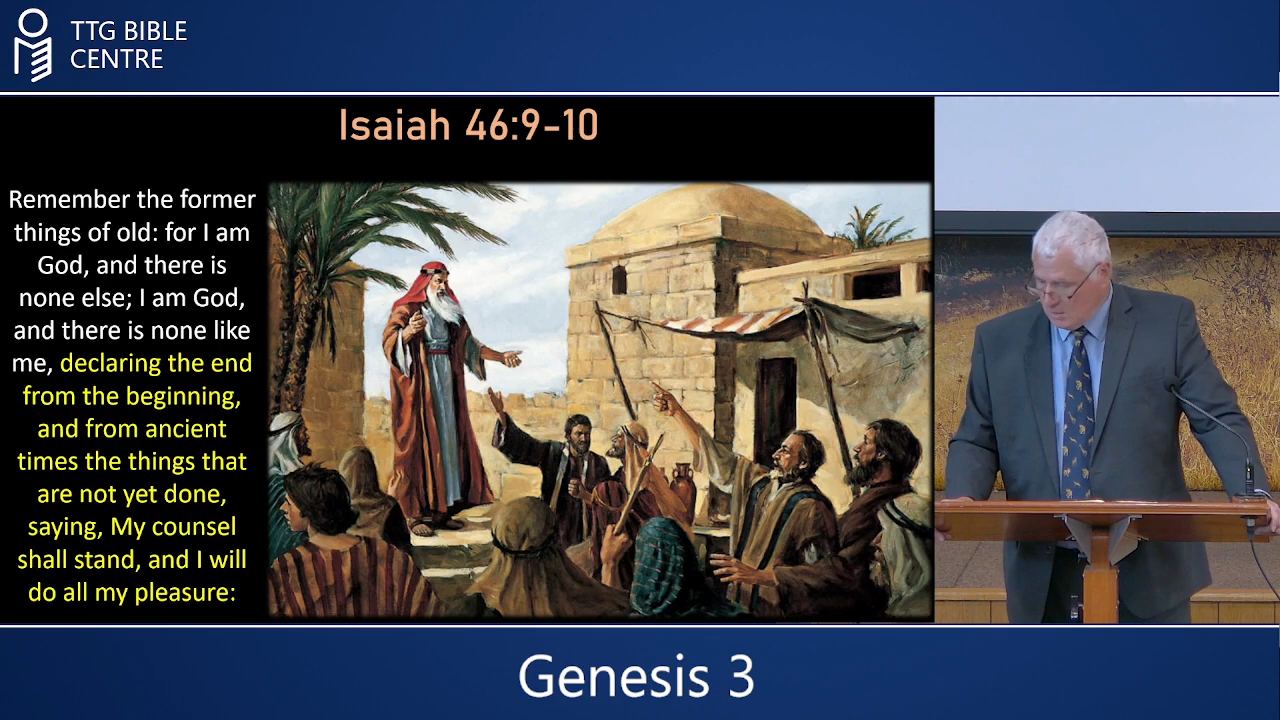 TTG BIBLE
CENTRE
Isaiah 46:9-10
Remember the former
things of old: for I am
God, and there is
none else; I am God,
and there is none like
me, declaring the end
from the beginning,
and from ancient
times the things that
are not yet done,
saying, My counsel
shall stand, and I will
do all my pleasure:
Genesis 3